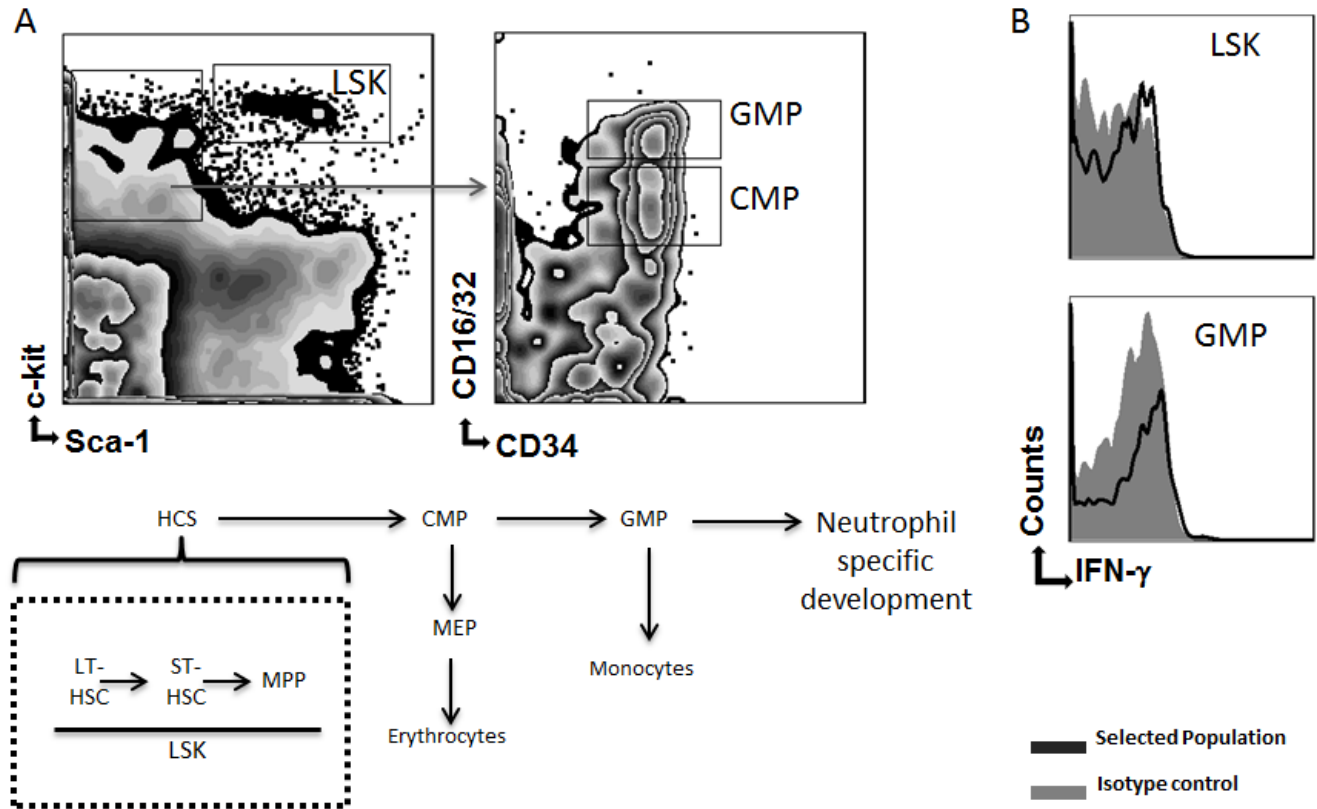 A
LSK
c-kit
Sca-1
GMP
CMP
CD16/32
CD34
HCS
CMP
GMP
Neutrophil
specific
development
MEP
Monocytes
Erythrocytes
LT-
HSC
ST-
HSC
MPP
LSK
B
LSK
GMP
Counts
IFN-γ
Selected Population
Isotype control